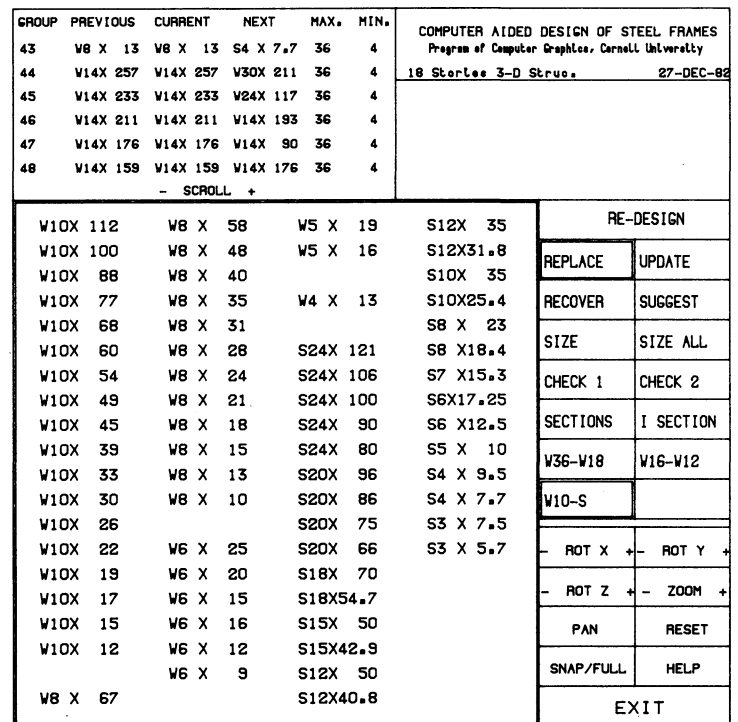 GROUP PREVIOUS CURRENT NEXT MAX. MIN.
43 W8 X 13 W8 X 13 S4 X 7.7 36 4
44 W14X 257 W14X 257 W30X 211 36 4
45 W14X 233 W14X 233 W24X 117 36 4
46 W14X 211 W14X 211 W14X 193 36 4
47 W14X 176 W14X 176 W14X 90 36 4
48 W14X 159 W14X 159 W14X 176 36 4
- SCROLL +
COMPUTER AIDED DESIGN OF STEEL FRAMES
Program of Computer Graphics, Cornell University
18 Stories 3-D Struc. 27-DEC-82
W10X 112 W8 X 58 W5 X 19 S12X 35
W10X 100 W8 X 48 W5 X 16 S12X31.8
W10X 88 W8 X 40 S10X 35
W10X 77 W8 X 35 W4 X 13 S10X25.4
W10X 68 W8 X 31 S8 X 23
W10X 60 W8 X 28 S24X 121 S8 X18.4
W10X 54 W8 X 24 S24X 106 S7 X15.3
W10X 49 W8 X 21 S24X 100 S6X17.25
W10X 45 W8 X 18 S24X 90 S6 X12.5
W10X 39 W8 X 15 S24X 80 S5 X 10
W10X 33 W8 X 13 S20X 96 S4 X 9.5
W10X 30 W8 X 10 S20X 86 S4 X 7.7
W10X 26 S20X 75 S3 X 7.5
W10X 22 W6 X 25 S20X 66 S3 X 5.7
W10X 19 W6 X 20 S18X 70
W10X 17 W6 X 15 S18X54.7
W10X 15 W6 X 16 S15X 50
W10X 12 W6 X 12 S15X42.9
W6 X 9 S12X 50
W8 X 67 S12X40.8
RE-DESIGN
REPLACE UPDATE
RECOVER SUGGEST
SIZE SIZE ALL
CHECK 1 CHECK 2
SECTIONS I SECTION
W36-W18 W16-W12
W10-S
- ROT X + - ROT Y +
- ROT Z + - ZOOM +
PAN RESET
SNAP/FULL HELP
EXIT